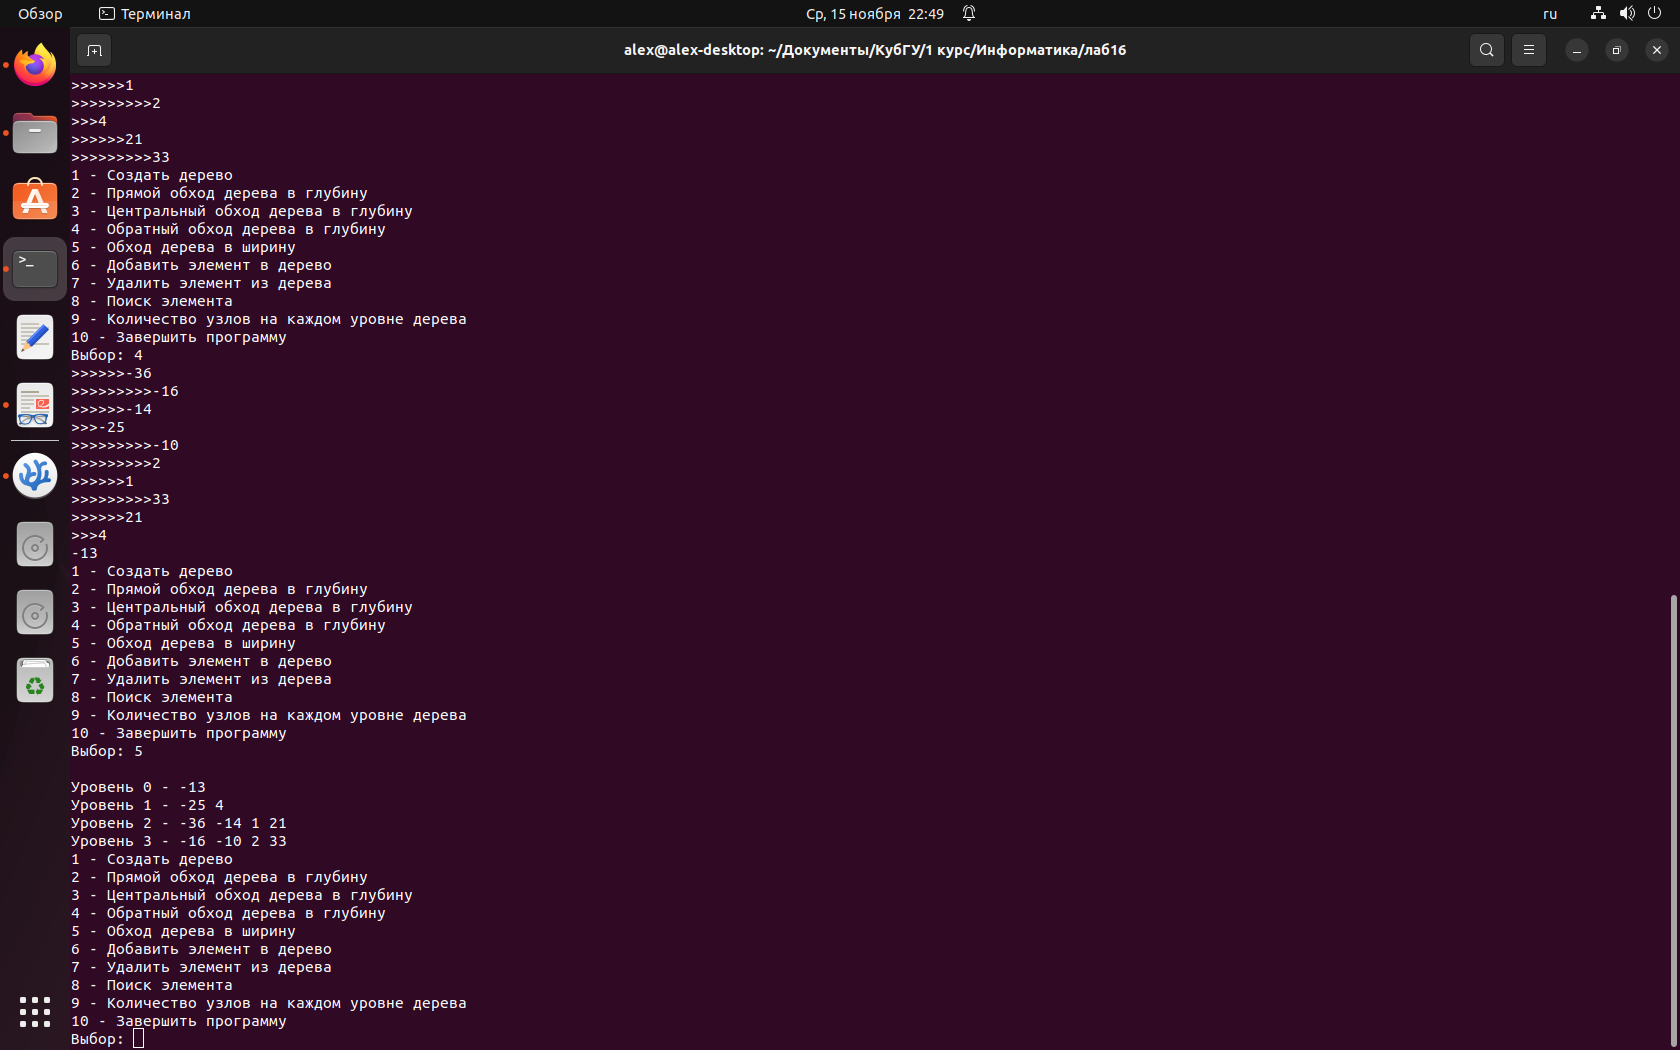 Обзор
Терминал
Ср, 15 ноября 22:49
ru
alex@alex-desktop: ~/Документы/КубГУ/1 курс/Информатика/лаб16
>>>>>>1
>>>>>>>>>2
>>>4
>>>>>>21
>>>>>>>>>33
1 - Создать дерево
2 - Прямой обход дерева в глубину
3 - Центральный обход дерева в глубину
4 - Обратный обход дерева в глубину
5 - Обход дерева в ширину
6 - Добавить элемент в дерево
7 - Удалить элемент из дерева
8 - Поиск элемента
9 - Количество узлов на каждом уровне дерева
10 - Завершить программу
Выбор: 4
>>>>>>-36
>>>>>>>>>-16
>>>>>>-14
>>>-25
>>>>>>>>>-10
>>>>>>>>>2
>>>>>>1
>>>>>>>>>33
>>>>>>21
>>>4
-13
1 - Создать дерево
2 - Прямой обход дерева в глубину
3 - Центральный обход дерева в глубину
4 - Обратный обход дерева в глубину
5 - Обход дерева в ширину
6 - Добавить элемент в дерево
7 - Удалить элемент из дерева
8 - Поиск элемента
9 - Количество узлов на каждом уровне дерева
10 - Завершить программу
Выбор: 5
Уровень 0 - -13
Уровень 1 - -25 4
Уровень 2 - -36 -14 1 21
Уровень 3 - -16 -10 2 33
1 - Создать дерево
2 - Прямой обход дерева в глубину
3 - Центральный обход дерева в глубину
4 - Обратный обход дерева в глубину
5 - Обход дерева в ширину
6 - Добавить элемент в дерево
7 - Удалить элемент из дерева
8 - Поиск элемента
9 - Количество узлов на каждом уровне дерева
10 - Завершить программу
Выбор: